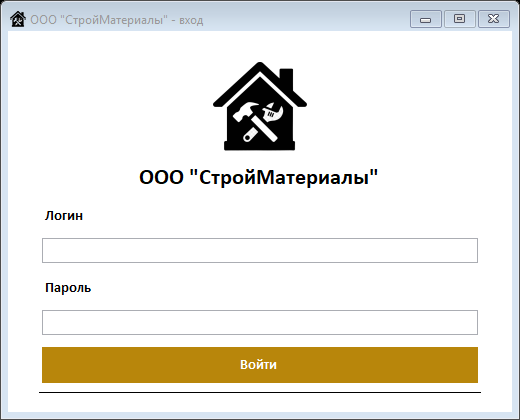 ООО "СтройМатериалы" - вход
ООО "СтройМатериалы"
Логин
Пароль
Войти